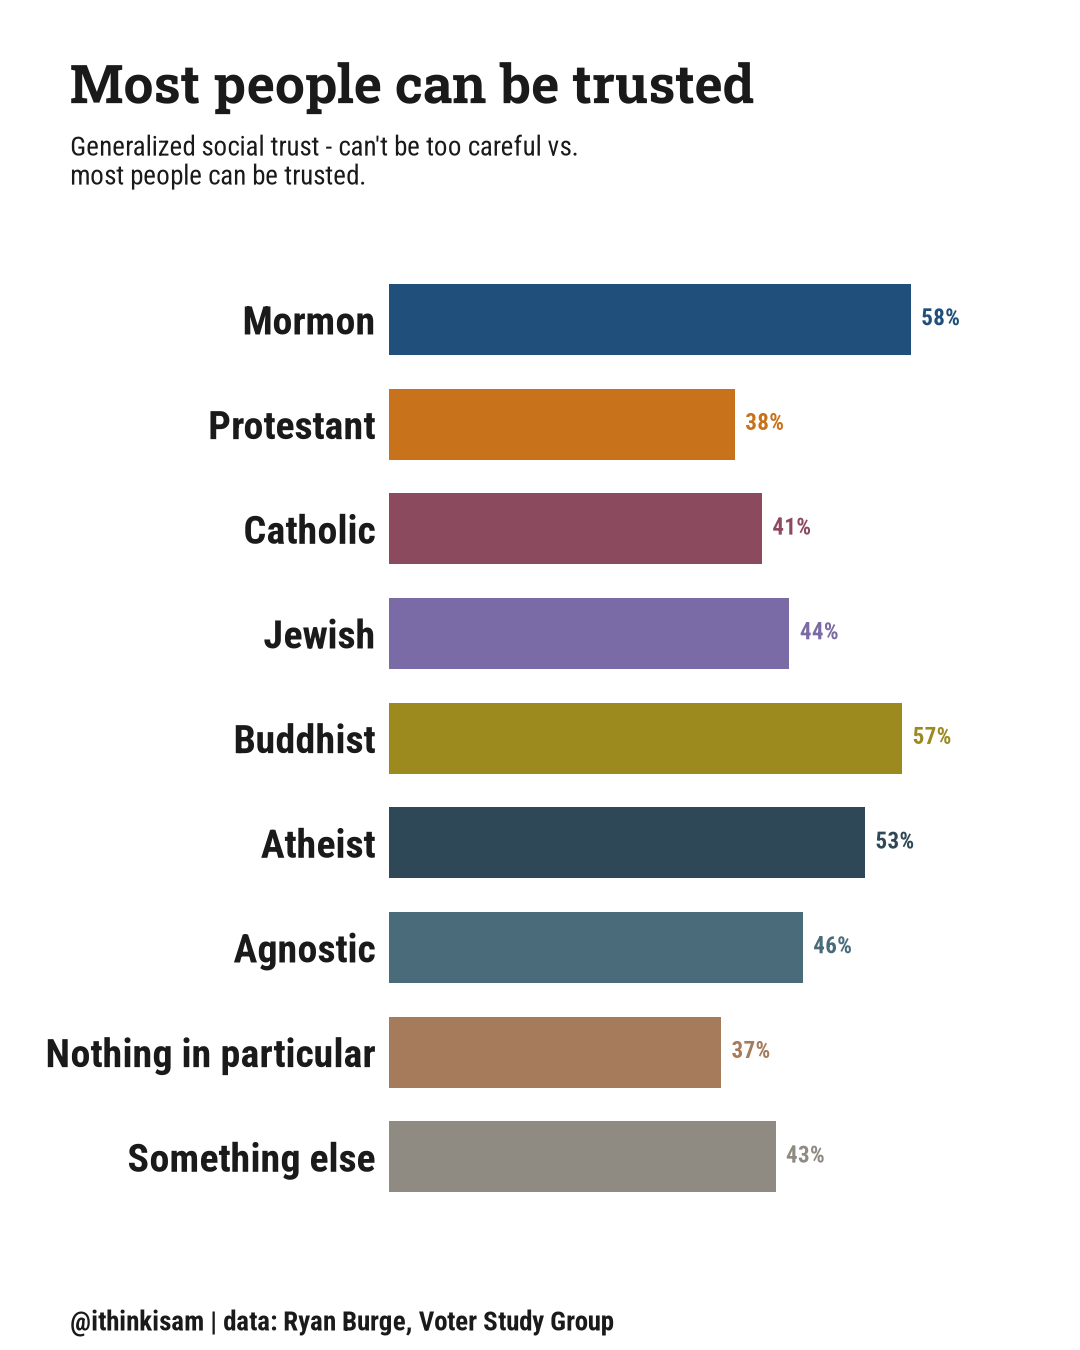 Most people can be trusted
Generalized social trust - can't be too careful vs.
most people can be trusted.
Mormon 58%
Protestant 38%
Catholic 41%
Jewish 44%
Buddhist 57%
Atheist 53%
Agnostic 46%
Nothing in particular 37%
Something else 43%
@ithinkisam | data: Ryan Burge, Voter Study Group